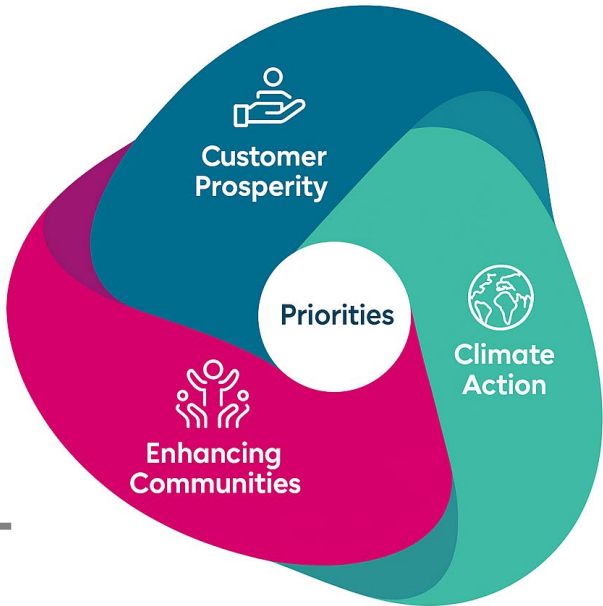 Customer
Prosperity
Priorities
Climate
Action
Enhancing
Communities